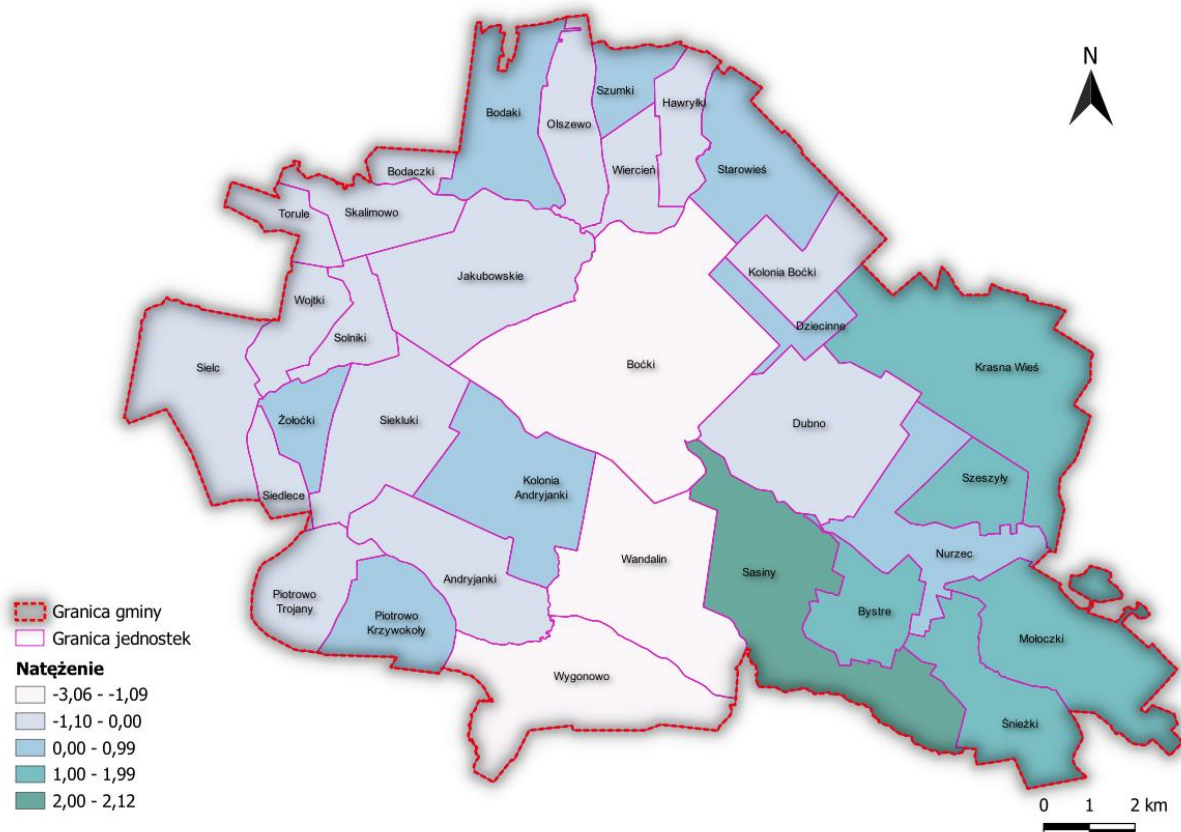 N
Szumki
Hawryłki
Bodaki
Olszewo
Bodaczki
Wiercień
Starowieś
Torule
Skalimowo
Jakubowskie
Kolonia Boćki
Wojtki
Solniki
Dziecinne
Sielc
Boćki
Krasna Wieś
Żołoćki
Siekluki
Dubno
Kolonia
Andryjanki
Szeszyły
Siedlece
Nurzec
Wandalin
Sasiny
Andryjanki
Piotrowo
Trojany
Piotrowo
Krzywokoły
Bystre
Mołoczki
Wygonowo
Śnieżki
Granica gminy
Granica jednostek
Natężenie
-3,06 - -1,09
-1,10 - 0,00
0,00 - 0,99
1,00 - 1,99
2,00 - 2,12
0 1 2 km